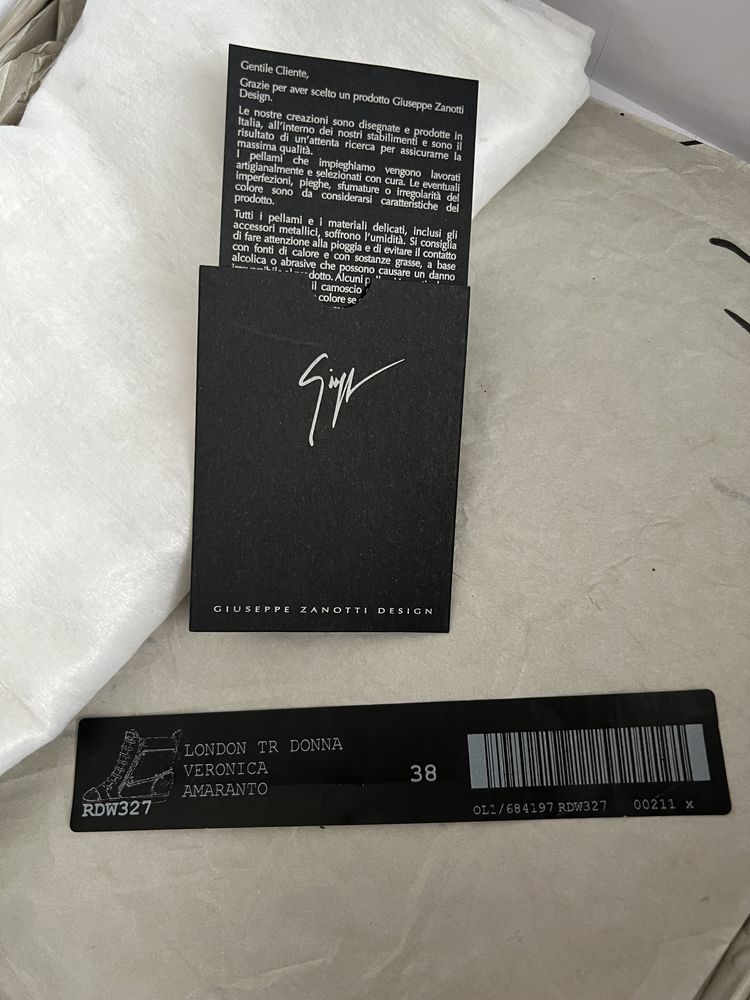 Gentile Cliente,
Grazie per aver scelto un prodotto Giuseppe Zanotti
Design.
Le nostre creazioni sono disegnate e prodotte in
Italia, all'interno dei nostri stabilimenti e sono il
risultato di un'attenta ricerca per assicurarne la
massima qualità.
I pellami che impieghiamo vengono lavorati
artigianalmente e selezionati con cura. Le eventuali
imperfezioni, pieghe, sfumature o irregolarità del
colore sono da considerarsi caratteristiche del
prodotto.
Tutti i pellami e i materiali delicati, inclusi gli
accessori metallici, soffrono l'umidità. Si consiglia
di fare attenzione alla pioggia e di evitare il contatto
con fonti di calore e con sostanze grasse, a base
alcolica o abrasive che possono causare un danno
Alcuni
il camoscio
colore se
GIUSEPPE ZANOTTI DESIGN
LONDON TR DONNA
VERONICA
AMARANTO
RDW327
38
OL1/684197 RDW327 00211 x